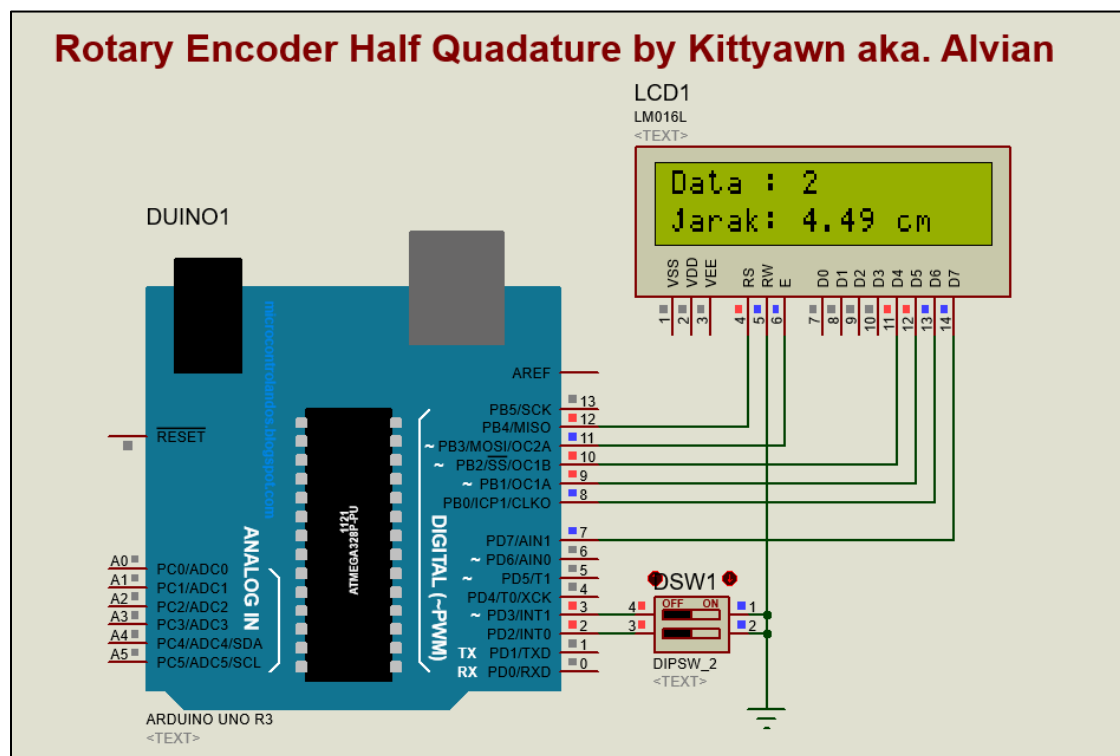 Rotary Encoder Half Quadature by Kittyawn aka. Alvian
LCD1
LM016L
<TEXT>
Data : 2
Jarak: 4.49 cm
VSS
VDD
VEE
RS
RW
E
D0
D1
D2
D3
D4
D5
D6
D7
1
2
3
4
5
6
7
8
9
10
11
12
13
14
DUINO1
microcontrolandos.blogspot.com
RESET
AREF
PB5/SCK 13
PB4/MISO 12
~ PB3/MOSI/OC2A 11
~ PB2/SS/OC1B 10
~ PB1/OC1A 9
PB0/ICP1/CLKO 8
PD7/AIN1 7
~ PD6/AIN0 6
~ PD5/T1 5
PD4/T0/XCK 4
~ PD3/INT1 3
PD2/INT0 2
TX PD1/TXD 1
RX PD0/RXD 0
DIGITAL (~PWM)
1121
ATMEGA328P-PU
ANALOG IN
A0 PC0/ADC0
A1 PC1/ADC1
A2 PC2/ADC2
A3 PC3/ADC3
A4 PC4/ADC4/SDA
A5 PC5/ADC5/SCL
ARDUINO UNO R3
<TEXT>
DSW1
OFF ON
4 1
3 2
DIPSW_2
<TEXT>